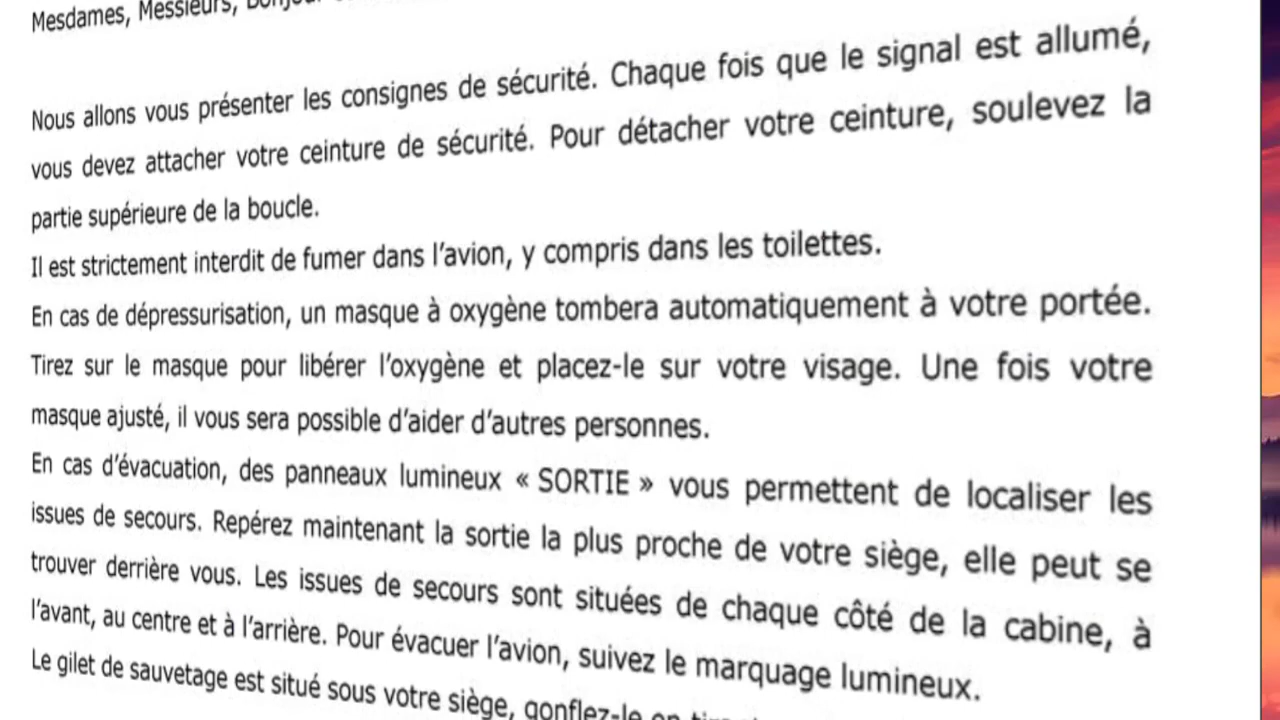 Mesdames, Messieurs, Bonjour
Nous allons vous présenter les consignes de sécurité. Chaque fois que le signal est allumé,
vous devez attacher votre ceinture de sécurité. Pour détacher votre ceinture, soulevez la
partie supérieure de la boucle.
Il est strictement interdit de fumer dans l'avion, y compris dans les toilettes.
En cas de dépressurisation, un masque à oxygène tombera automatiquement à votre portée.
Tirez sur le masque pour libérer l'oxygène et placez-le sur votre visage. Une fois votre
masque ajusté, il vous sera possible d'aider d'autres personnes.
En cas d'évacuation, des panneaux lumineux « SORTIE » vous permettent de localiser les
issues de secours. Repérez maintenant la sortie la plus proche de votre siège, elle peut se
trouver derrière vous. Les issues de secours sont situées de chaque côté de la cabine, à
l'avant, au centre et à l'arrière. Pour évacuer l'avion, suivez le marquage lumineux.
Le gilet de sauvetage est situé sous votre siège, gonflez-le en